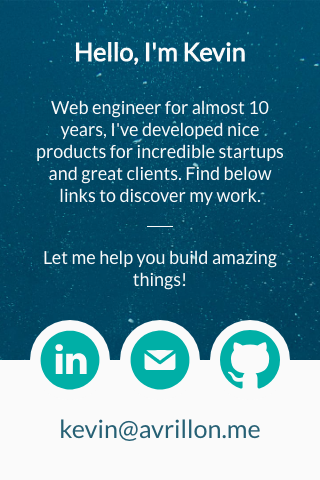 Hello, I'm Kevin
Web engineer for almost 10
years, I've developed nice
products for incredible startups
and great clients. Find below
links to discover my work.
Let me help you build amazing
things!
in
kevin@avrillon.me